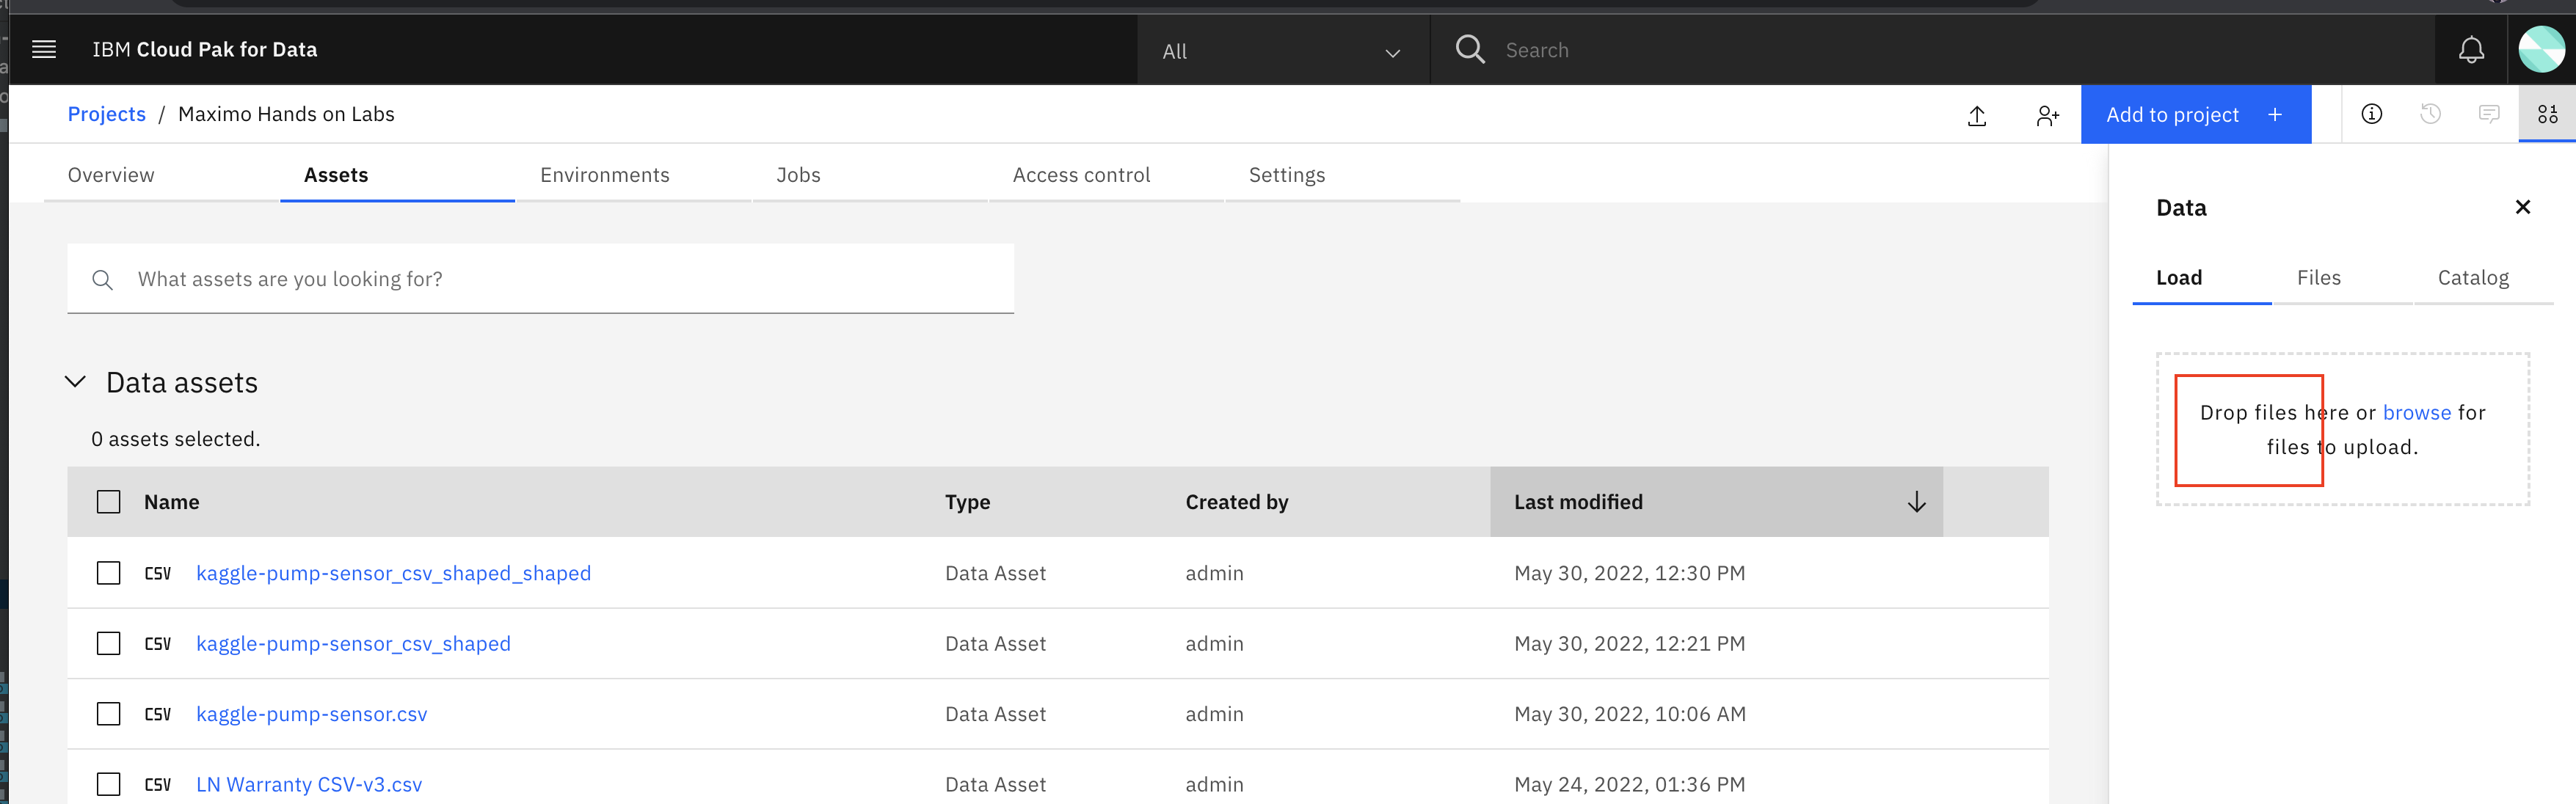 IBM Cloud Pak for Data
All
Search
Projects / Maximo Hands on Labs
Add to project +
Overview
Assets
Environments
Jobs
Access control
Settings
What assets are you looking for?
Data assets
0 assets selected.
Name Type Created by Last modified
CSV kaggle-pump-sensor_csv_shaped_shaped Data Asset admin May 30, 2022, 12:30 PM
CSV kaggle-pump-sensor_csv_shaped Data Asset admin May 30, 2022, 12:21 PM
CSV kaggle-pump-sensor.csv Data Asset admin May 30, 2022, 10:06 AM
CSV LN Warranty CSV-v3.csv Data Asset admin May 24, 2022, 01:36 PM
Data
Load
Files
Catalog
Drop files here or browse for
files to upload.